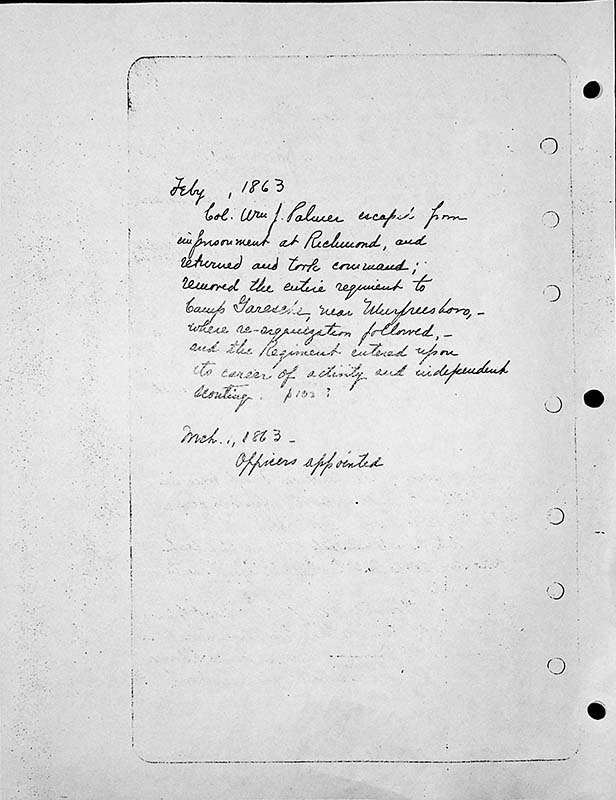 Feby , 1863
Col. Wm J. Palmer escapes from
imprisonment at Richmond, and
returned and took command;
removed the entire regiment to
Camp Garesché, near Murfreesboro, -
where re-organization followed, -
and the Regiment entered upon
its career of activity and independent
scouting.
Mch., 1863 -
Officers appointed